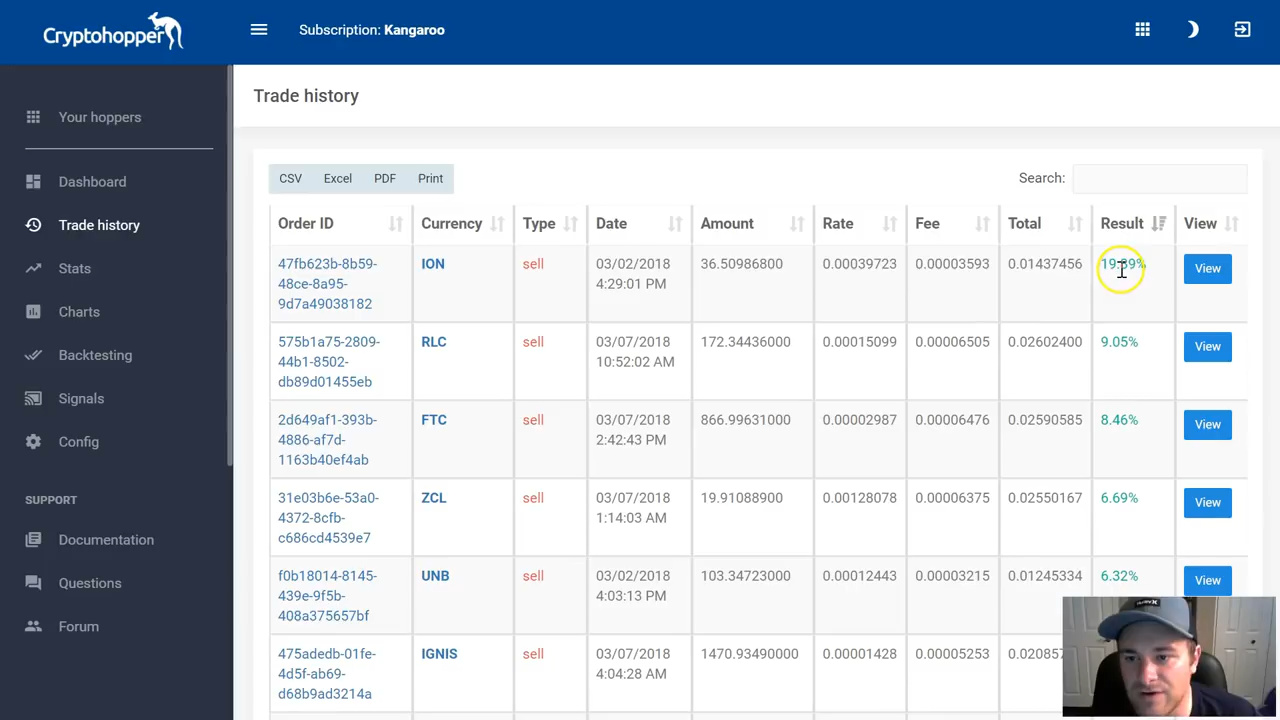 Cryptohopper
Subscription: Kangaroo
Your hoppers
Dashboard
Trade history
Stats
Charts
Backtesting
Signals
Config
SUPPORT
Documentation
Questions
Forum
Trade history
CSV Excel PDF Print Search:
Order ID Currency Type Date Amount Rate Fee Total Result View
47fb623b-8b59- ION sell 03/02/2018 36.50986800 0.00039723 0.00003593 0.01437456 View
48ce-8a95- 4:29:01 PM
9d7a49038182
575b1a75-2809- RLC sell 03/07/2018 172.34436000 0.00015099 0.00006505 0.02602400 9.05% View
44b1-8502- 10:52:02 AM
db89d01455eb
2d649af1-393b- FTC sell 03/07/2018 866.99631000 0.00002987 0.00006476 0.02590585 8.46% View
4886-af7d- 2:42:43 PM
1163b40ef4ab
31e03b6e-53a0- ZCL sell 03/07/2018 19.91088900 0.00128078 0.00006375 0.02550167 6.69% View
4372-8cfb- 1:14:03 AM
c686cd4539e7
f0b18014-8145- UNB sell 03/02/2018 103.34723000 0.00012443 0.00003215 0.01245334 6.32% View
439e-9f5b- 4:03:13 PM
408a375657bf
475adedb-01fe- IGNIS sell 03/07/2018 1470.93490000 0.00001428 0.00005253
4d5f-ab69- 4:04:28 AM
d68b9ad3214a